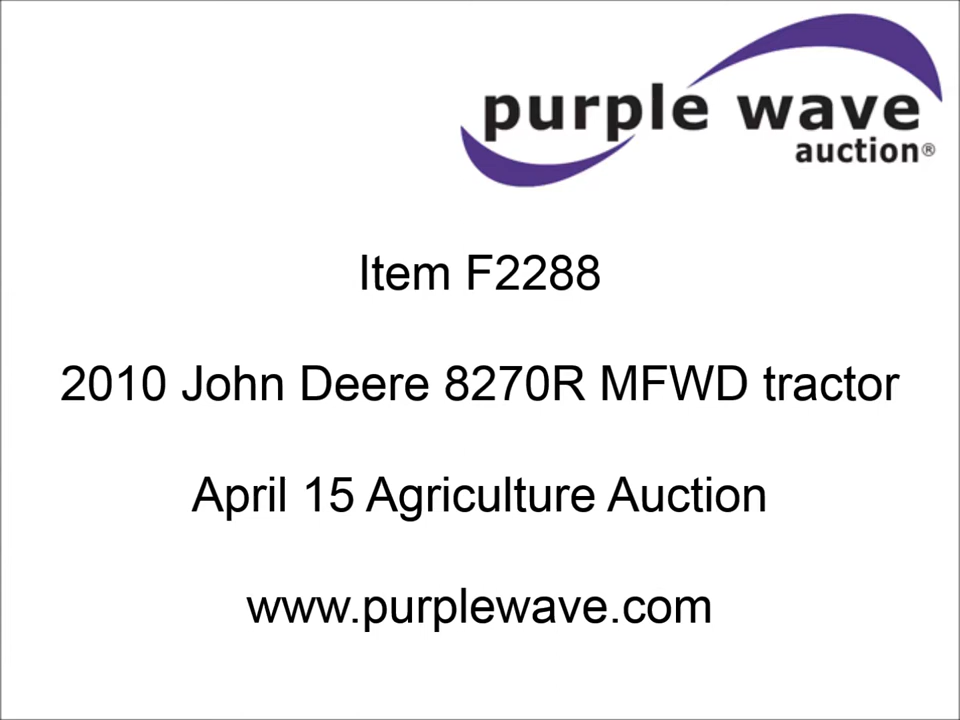 purple wave
auction®
Item F2288
2010 John Deere 8270R MFWD tractor
April 15 Agriculture Auction
www.purplewave.com